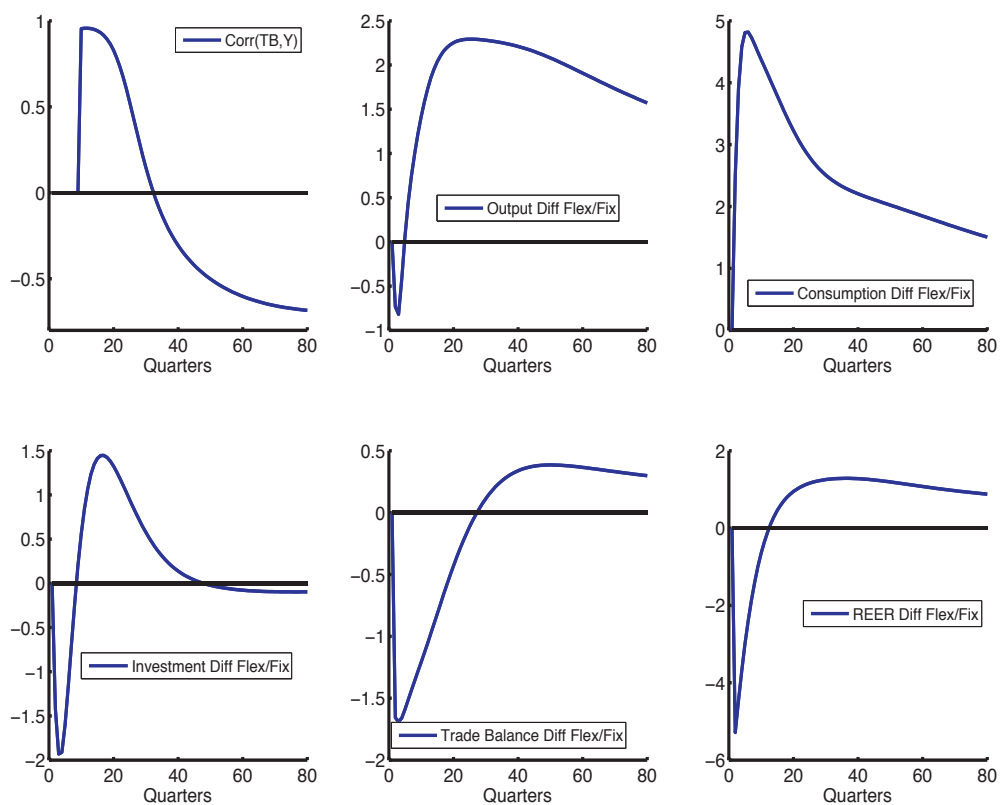 1
0.5
0
−0.5
0 20 40 60 80
Quarters
Corr(TB,Y)
2.5
2
1.5
1
0.5
0
−0.5
−1
0 20 40 60 80
Quarters
Output Diff Flex/Fix
5
4
3
2
1
0
0 20 40 60 80
Quarters
Consumption Diff Flex/Fix
1.5
1
0.5
0
−0.5
−1
−1.5
−2
0 20 40 60 80
Quarters
Investment Diff Flex/Fix
0.5
0
−0.5
−1
−1.5
−2
0 20 40 60 80
Quarters
Trade Balance Diff Flex/Fix
2
0
−2
−4
−6
0 20 40 60 80
Quarters
REER Diff Flex/Fix